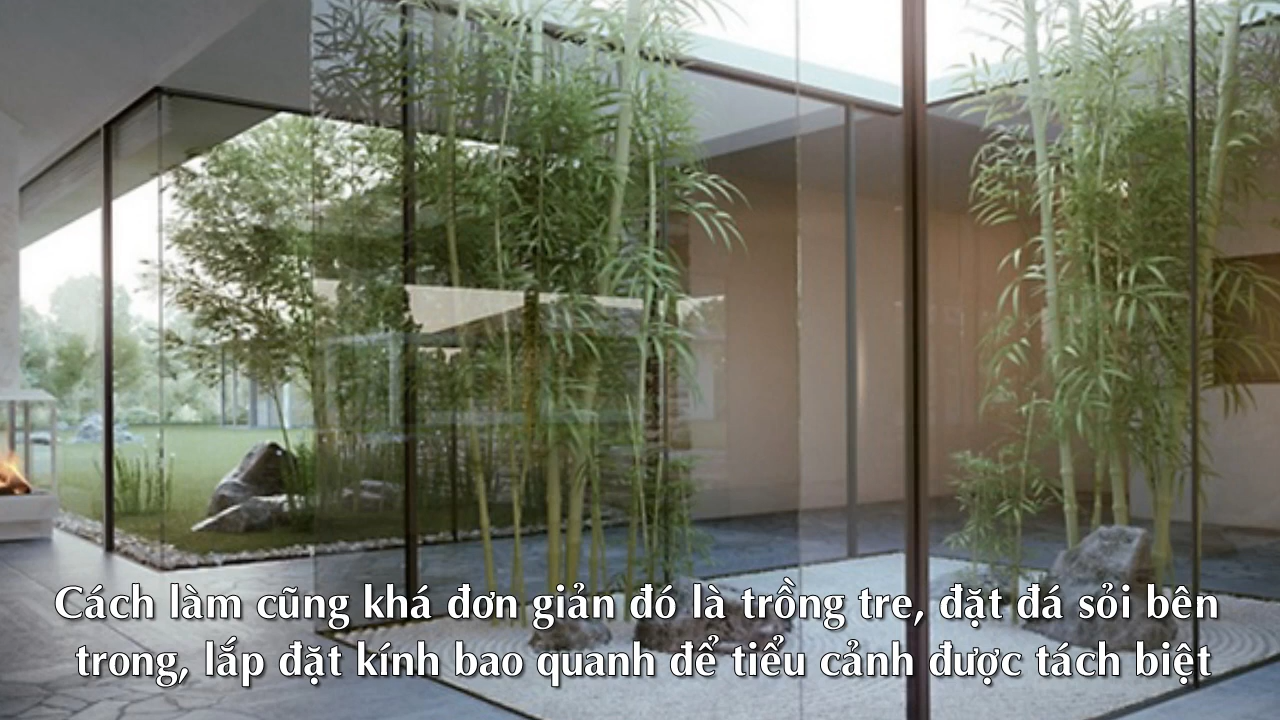 Cách làm cũng khá đơn giản đó là trồng tre, đặt đá sỏi bên
trong, lắp đặt kính bao quanh để tiểu cảnh được tách biệt